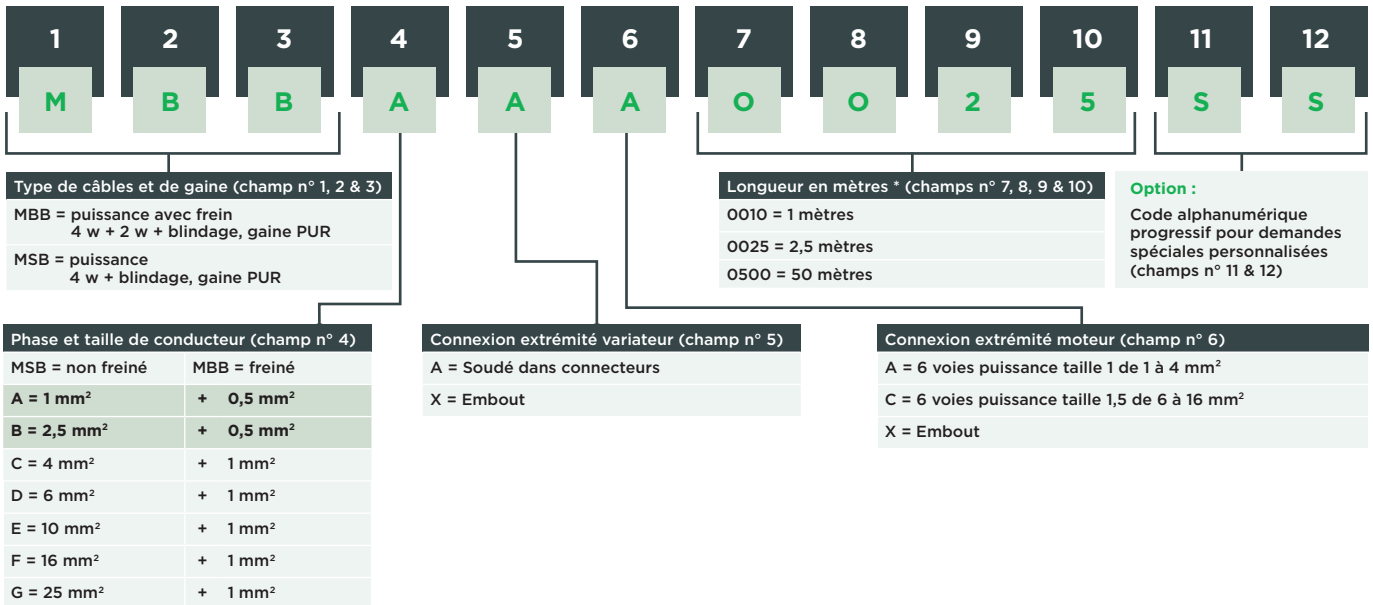 1 2 3 4 5 6 7 8 9 10 11 12
M B B A A A O O 2 5 S S
Type de câbles et de gaine (champ n° 1, 2 & 3)
MBB = puissance avec frein
4 w + 2 w + blindage, gaine PUR
MSB = puissance
4 w + blindage, gaine PUR
Longueur en mètres * (champs n° 7, 8, 9 & 10)
0010 = 1 mètres
0025 = 2,5 mètres
0500 = 50 mètres
Option :
Code alphanumérique
progressif pour demandes
spéciales personnalisées
(champs n° 11 & 12)
Phase et taille de conducteur (champ n° 4)
MSB = non freiné MBB = freiné
A = 1 mm² + 0,5 mm²
B = 2,5 mm² + 0,5 mm²
C = 4 mm² + 1 mm²
D = 6 mm² + 1 mm²
E = 10 mm² + 1 mm²
F = 16 mm² + 1 mm²
G = 25 mm² + 1 mm²
Connexion extrémité variateur (champ n° 5)
A = Soudé dans connecteurs
X = Embout
Connexion extrémité moteur (champ n° 6)
A = 6 voies puissance taille 1 de 1 à 4 mm²
C = 6 voies puissance taille 1,5 de 6 à 16 mm²
X = Embout